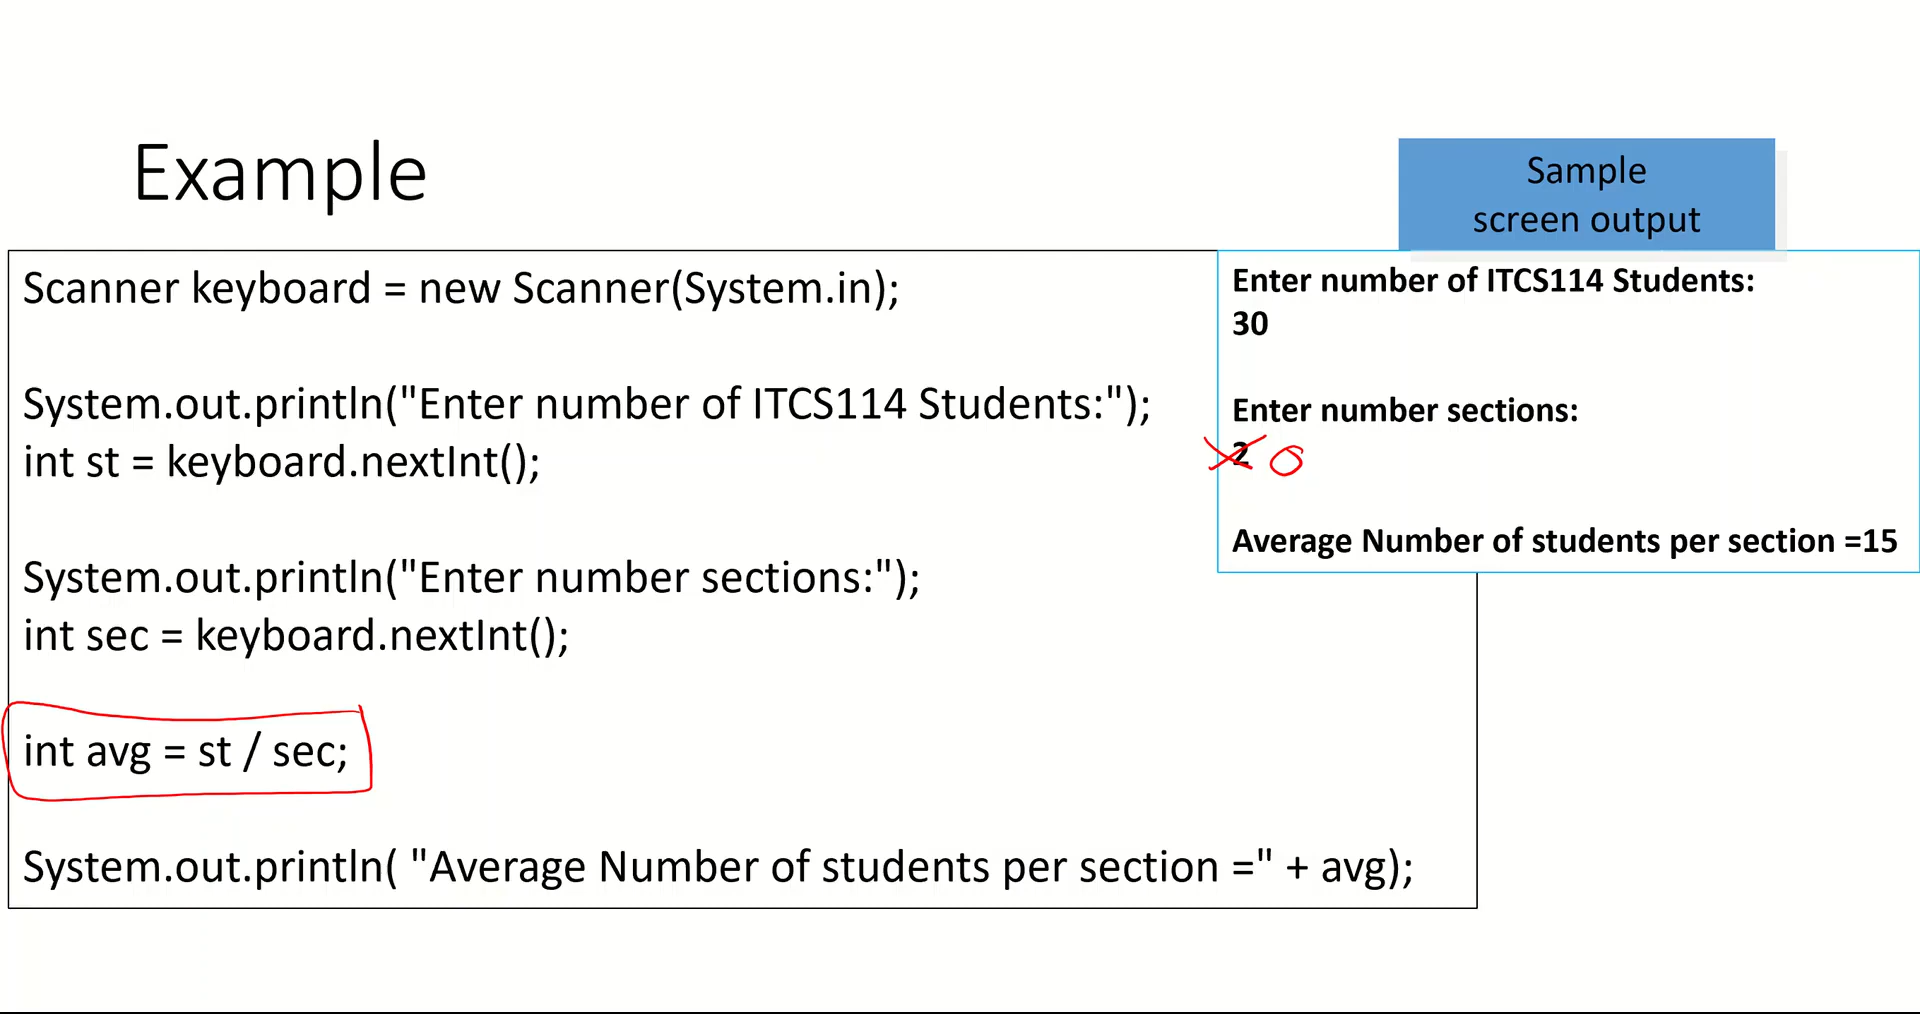 Example
Sample
screen output
Scanner keyboard = new Scanner(System.in);
System.out.println("Enter number of ITCS114 Students:");
int st = keyboard.nextInt();
System.out.println("Enter number sections:");
int sec = keyboard.nextInt();
int avg = st / sec;
System.out.println( "Average Number of students per section =" + avg);
Enter number of ITCS114 Students:
30
Enter number sections:
2 0
Average Number of students per section =15